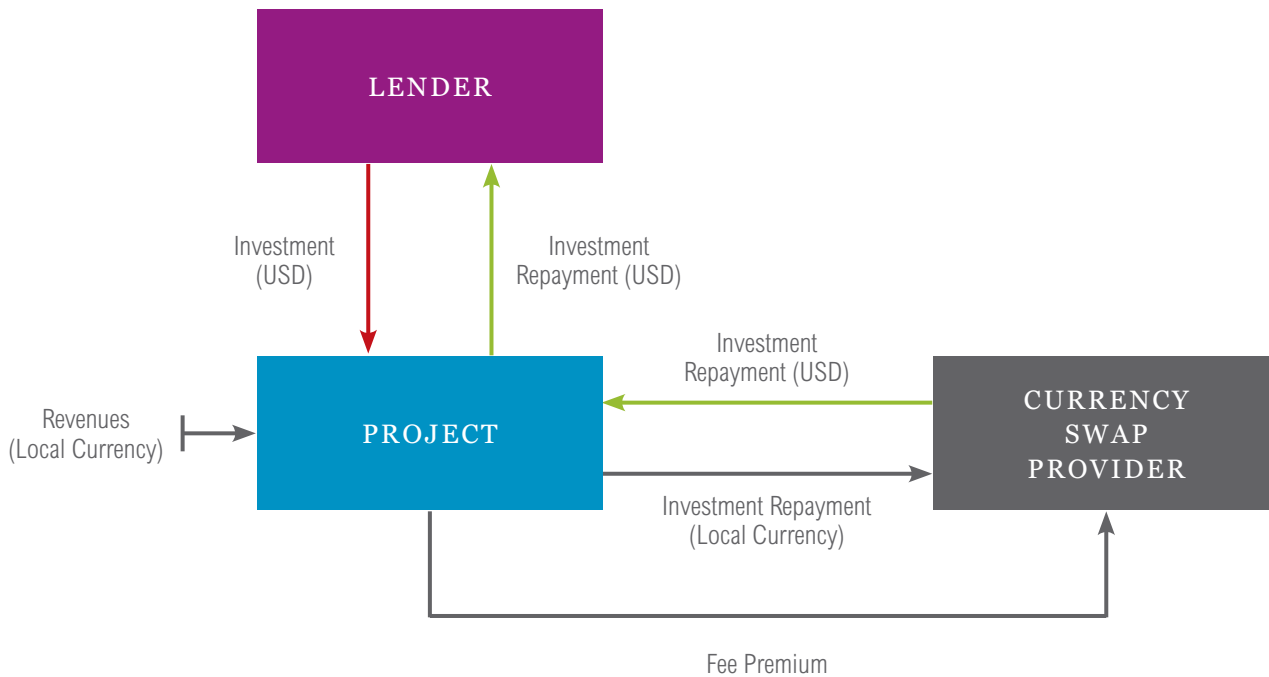 LENDER
Investment
(USD)
Investment
Repayment (USD)
Investment
Repayment (USD)
Revenues
(Local Currency)
PROJECT
CURRENCY
SWAP
PROVIDER
Investment Repayment
(Local Currency)
Fee Premium